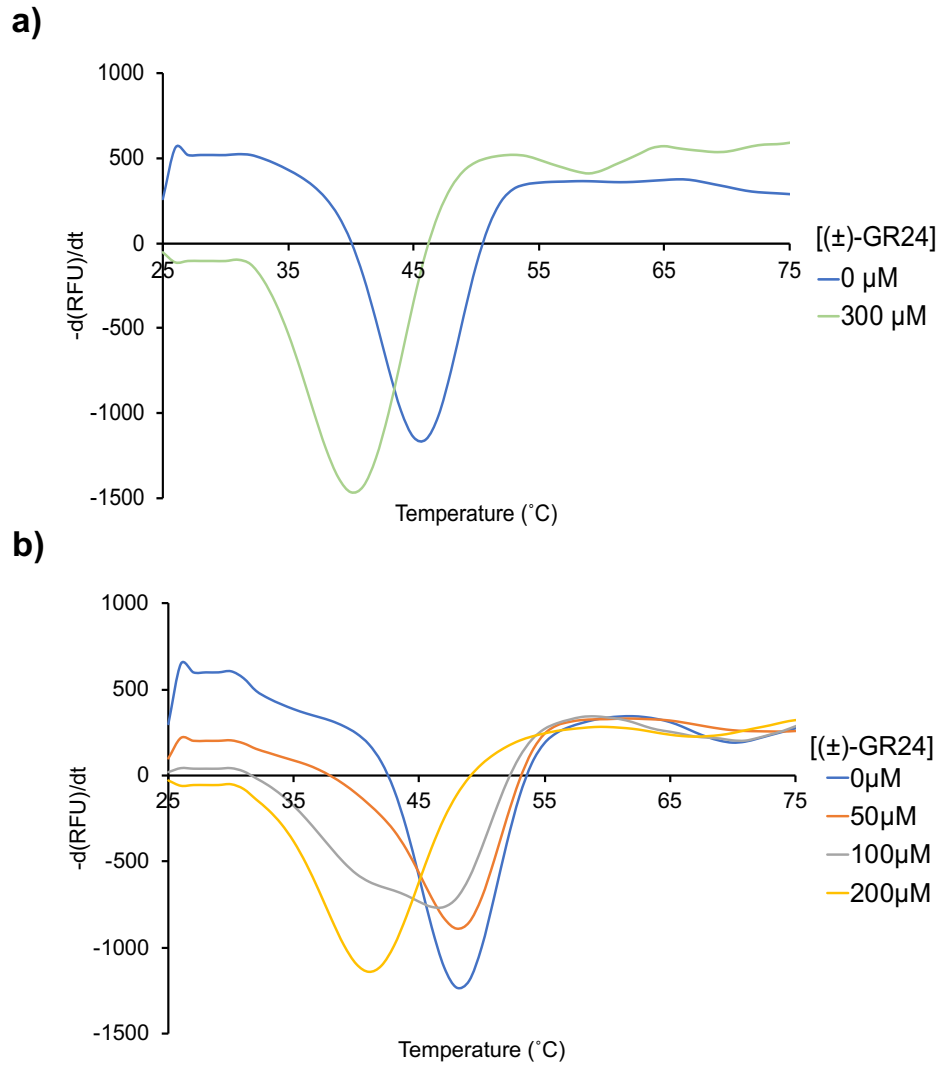 a)
1000
500
0
-500
-1000
-1500
25
35
45
55
65
75
-d(RFU)/dt
Temperature (˚C)
[(±)-GR24]
0 µM
300 µM
b)
1000
500
0
-500
-1000
-1500
25
35
45
55
65
75
-d(RFU)/dt
Temperature (˚C)
[(±)-GR24]
0µM
50µM
100µM
200µM